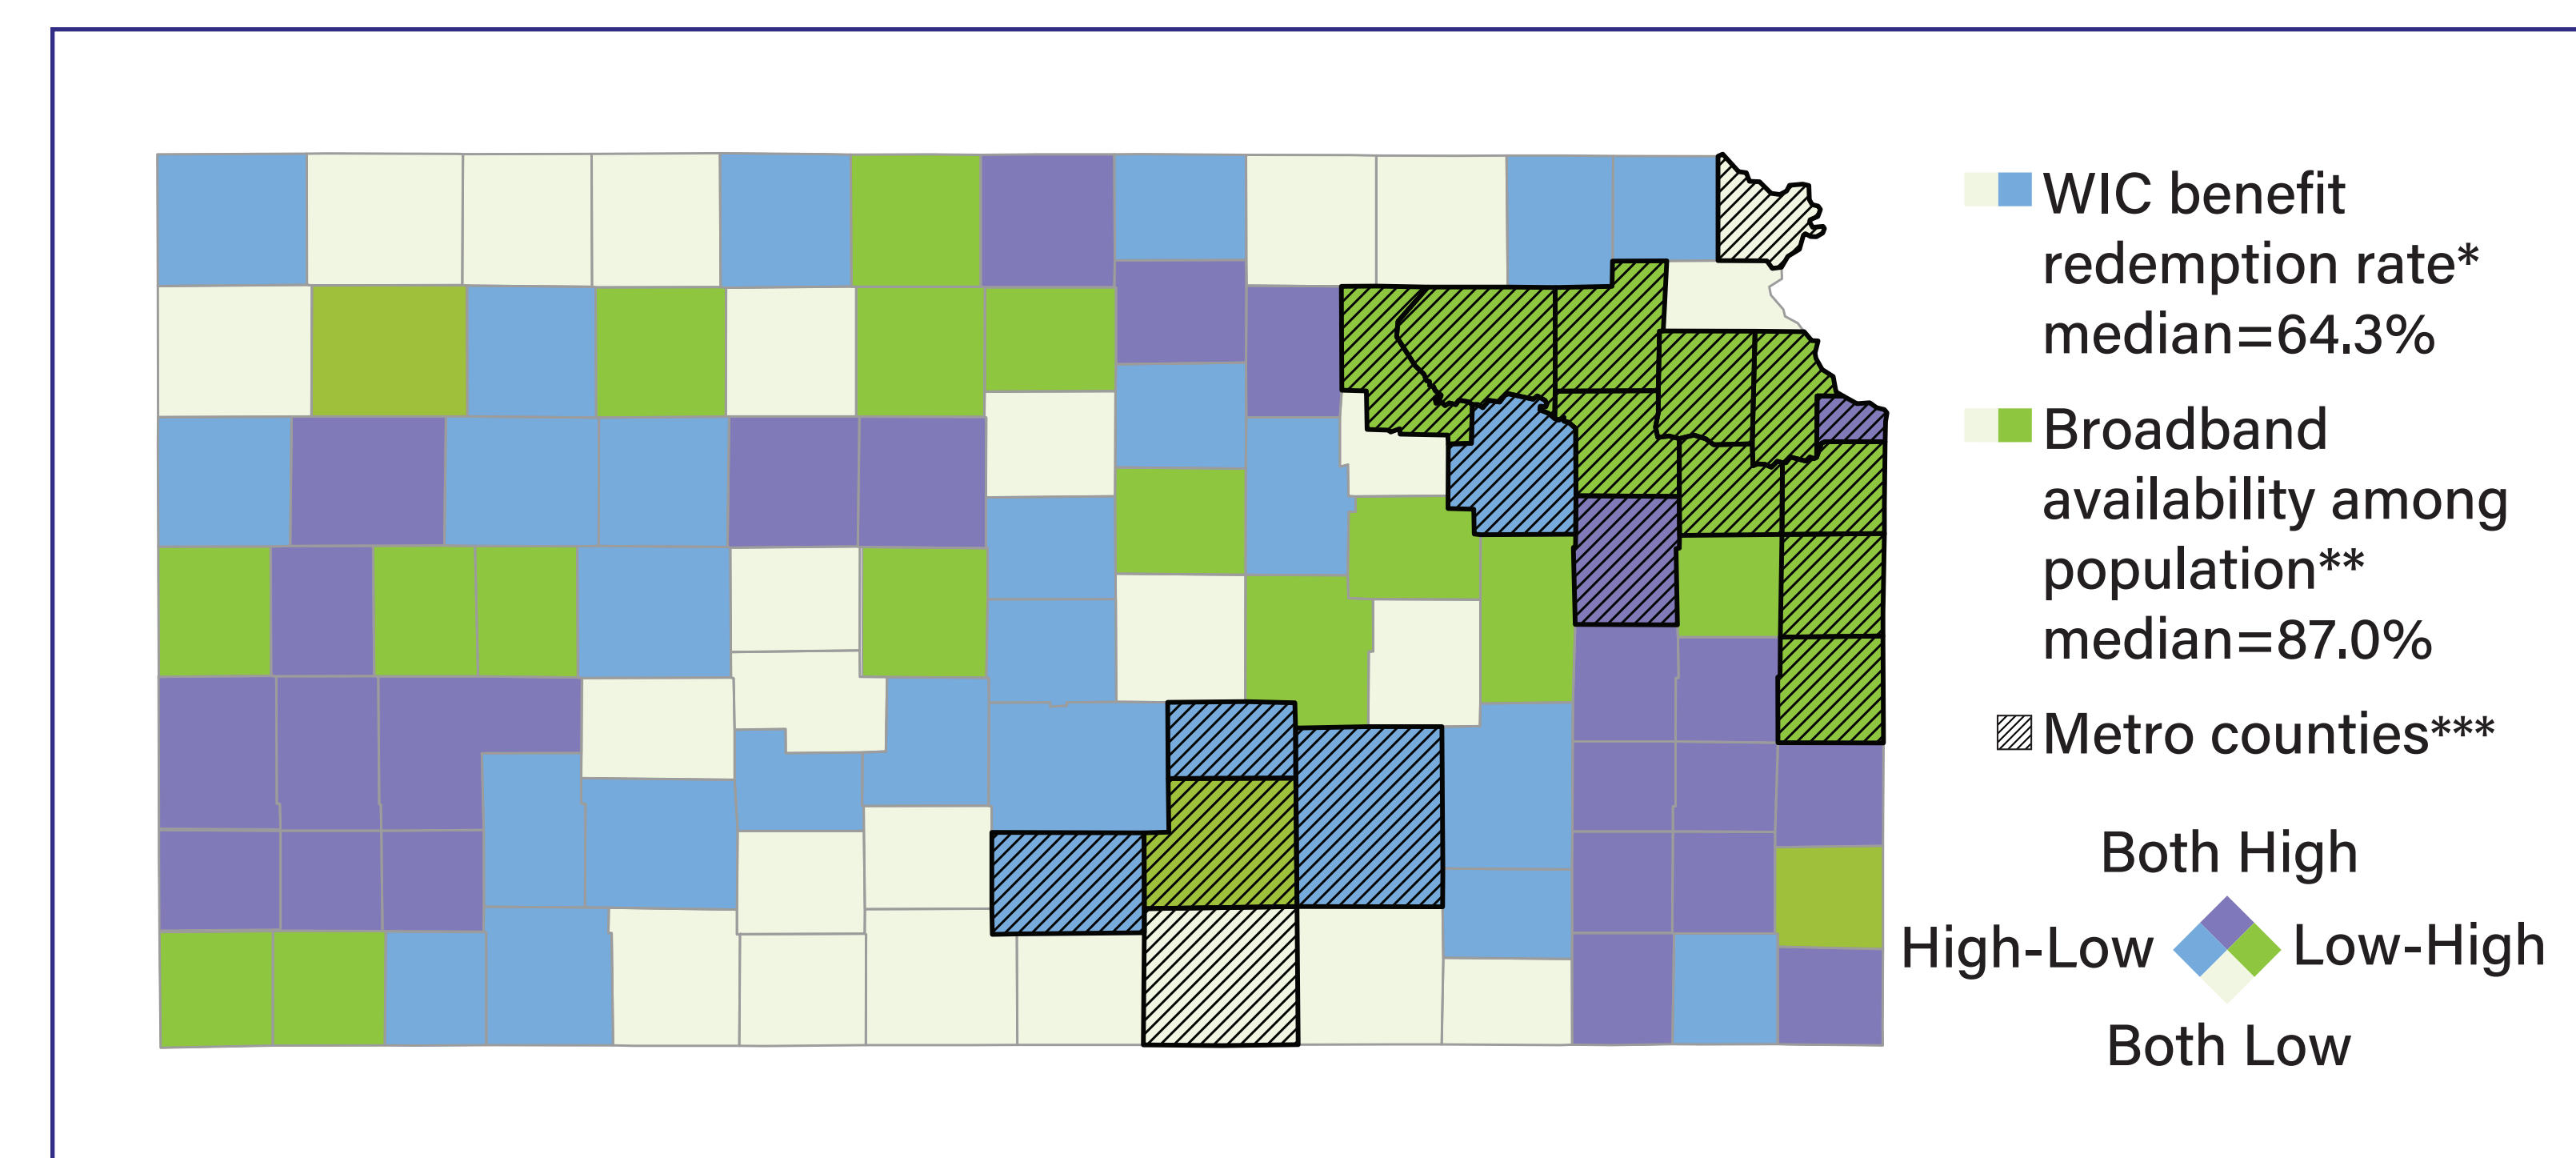 WIC benefit
redemption rate*
median=64.3%
Broadband
availability among
population**
median=87.0%
Metro counties***
Both High
High-Low
Low-High
Both Low